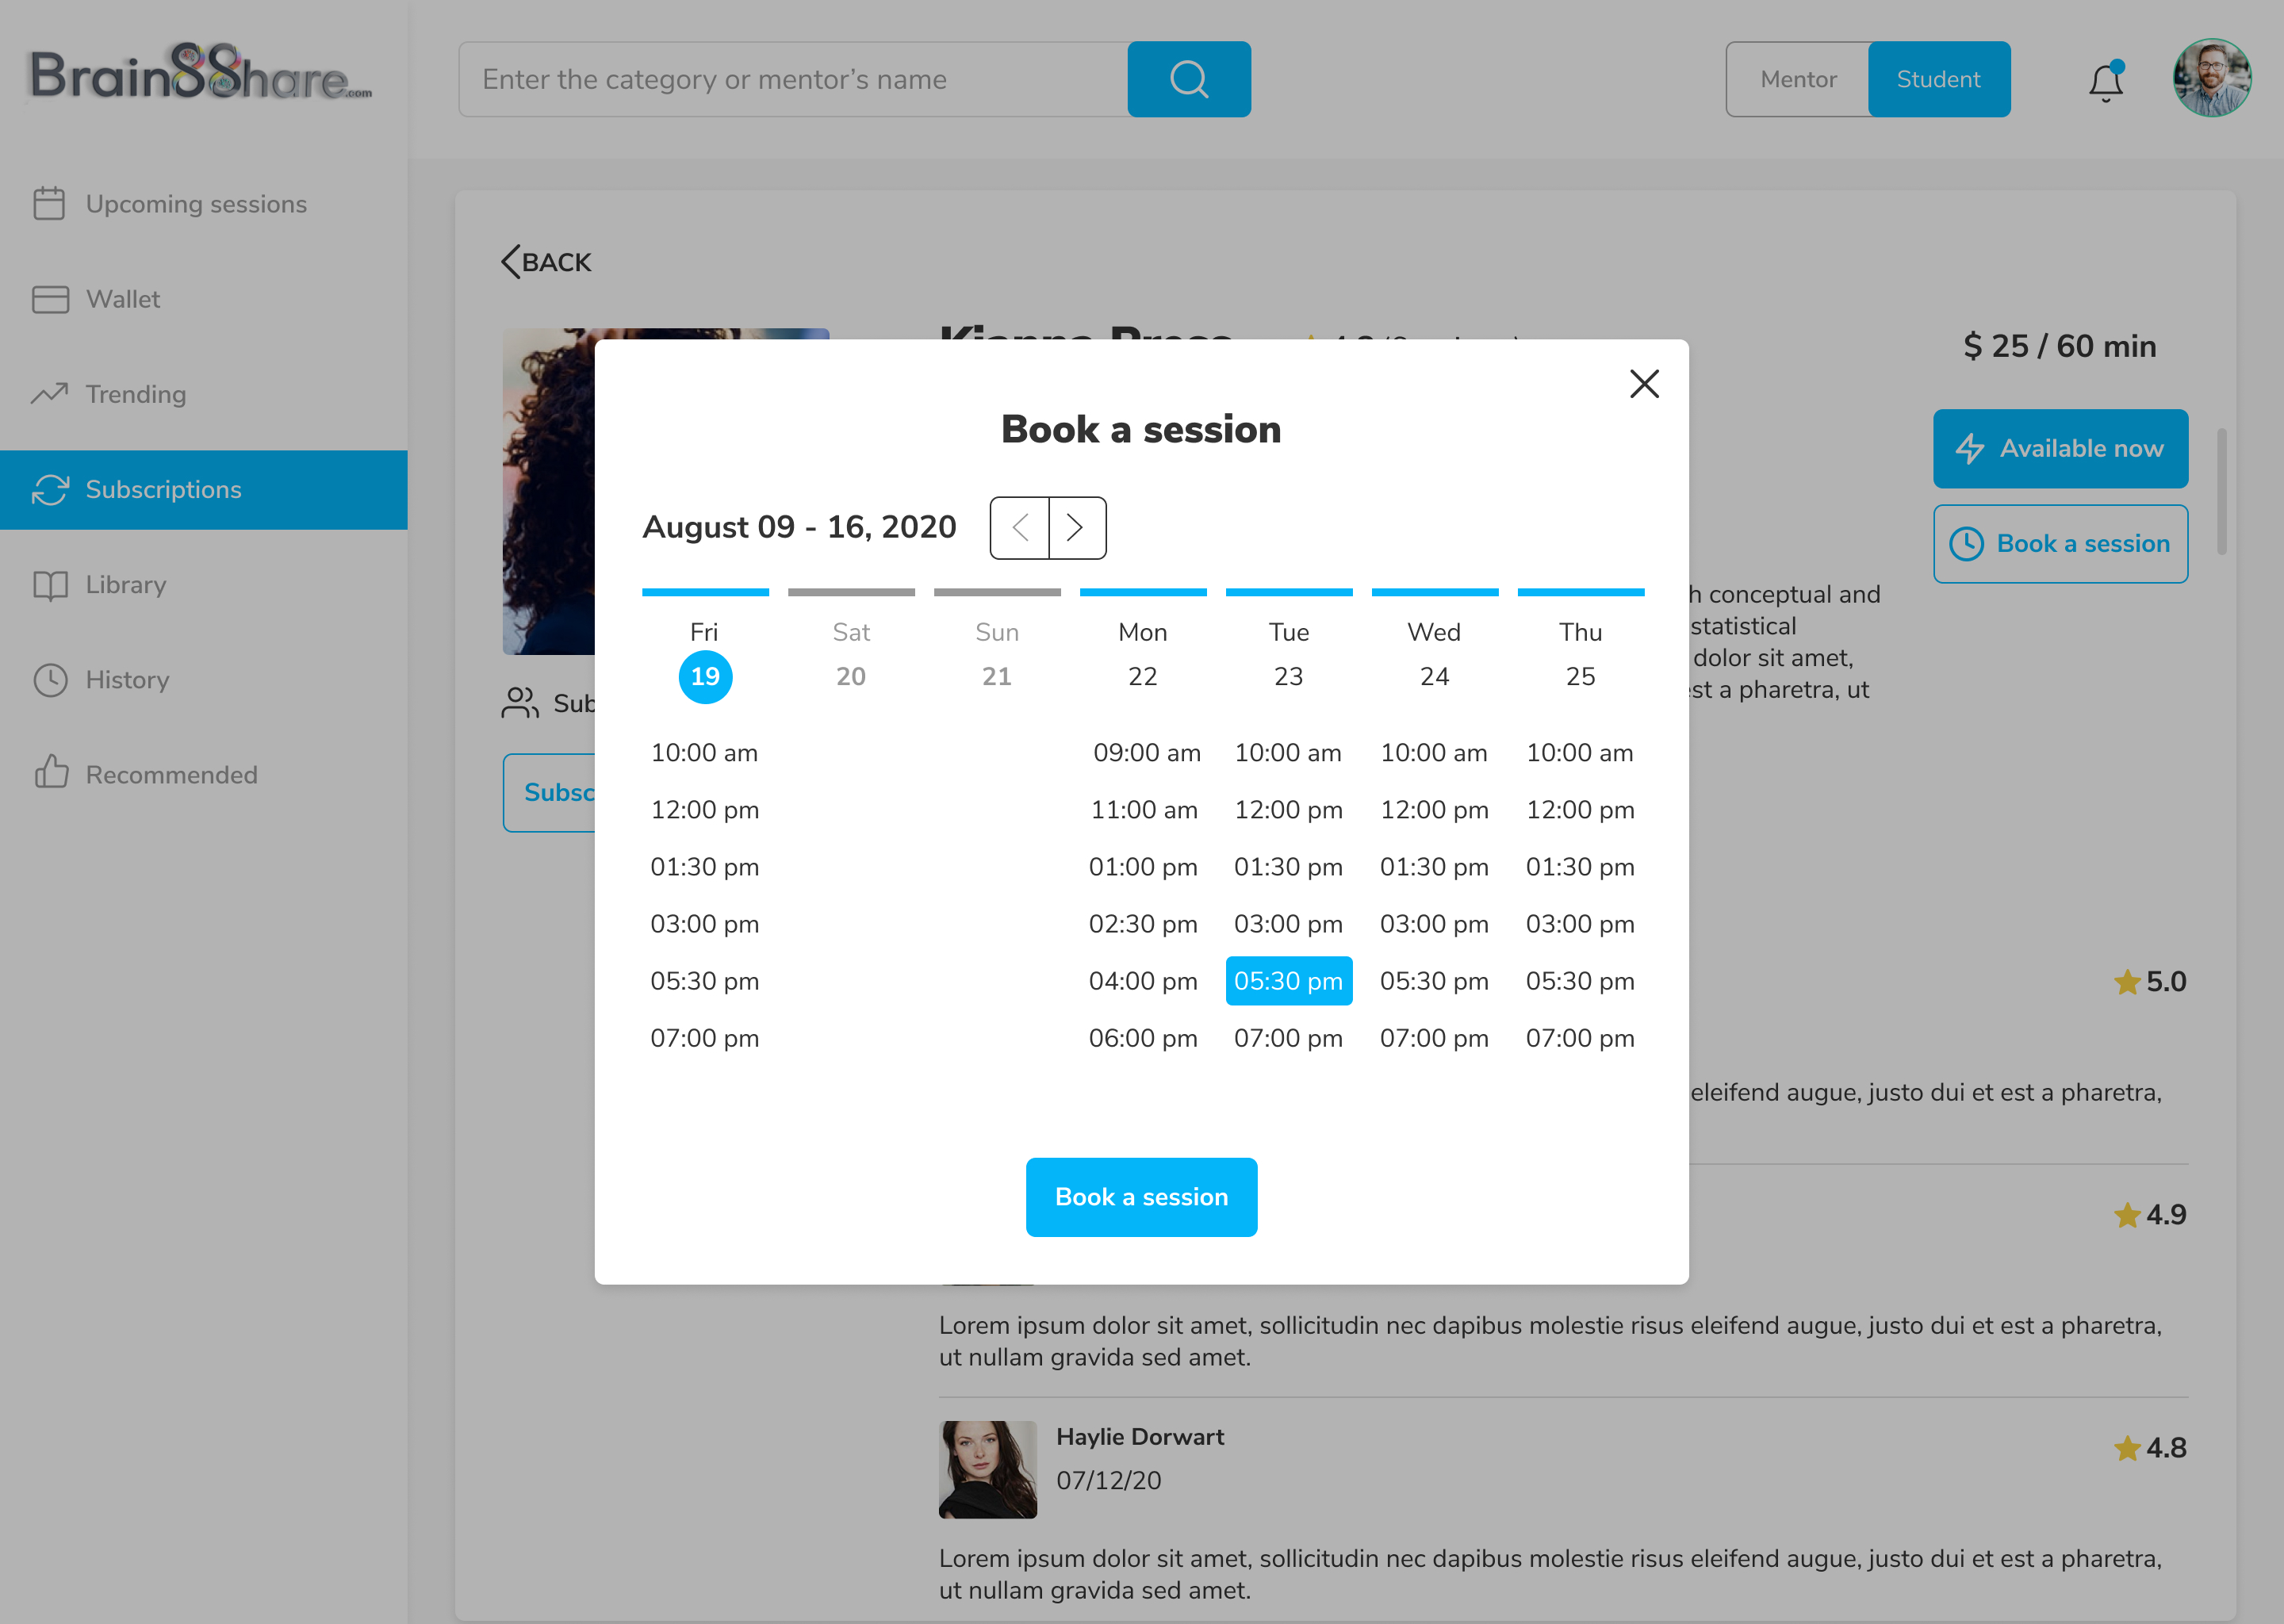 Brain88hare.com
Enter the category or mentor’s name
Mentor
Student
Upcoming sessions
Wallet
Trending
Subscriptions
Library
History
Recommended
BACK
$ 25 / 60 min
Available now
Book a session
h conceptual and
statistical
dolor sit amet,
est a pharetra, ut
Sub
Subsc
Book a session
August 09 - 16, 2020
Fri Sat Sun Mon Tue Wed Thu
19 20 21 22 23 24 25
10:00 am 09:00 am 10:00 am 10:00 am 10:00 am
12:00 pm 11:00 am 12:00 pm 12:00 pm 12:00 pm
01:30 pm 01:00 pm 01:30 pm 01:30 pm 01:30 pm
03:00 pm 02:30 pm 03:00 pm 03:00 pm 03:00 pm
05:30 pm 04:00 pm 05:30 pm 05:30 pm 05:30 pm
07:00 pm 06:00 pm 07:00 pm 07:00 pm 07:00 pm
Book a session
5.0
eleifend augue, justo dui et est a pharetra,
4.9
Lorem ipsum dolor sit amet, sollicitudin nec dapibus molestie risus eleifend augue, justo dui et est a pharetra,
ut nullam gravida sed amet.
Haylie Dorwart
07/12/20
4.8
Lorem ipsum dolor sit amet, sollicitudin nec dapibus molestie risus eleifend augue, justo dui et est a pharetra,
ut nullam gravida sed amet.